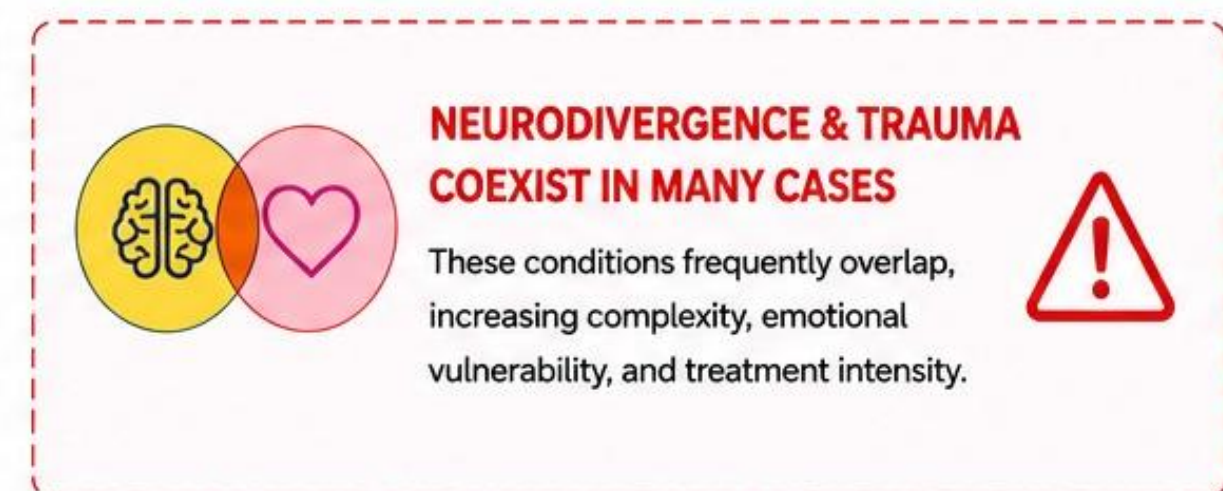 NEURODIVERGENCE & TRAUMA
COEXIST IN MANY CASES
These conditions frequently overlap,
increasing complexity, emotional
vulnerability, and treatment intensity.